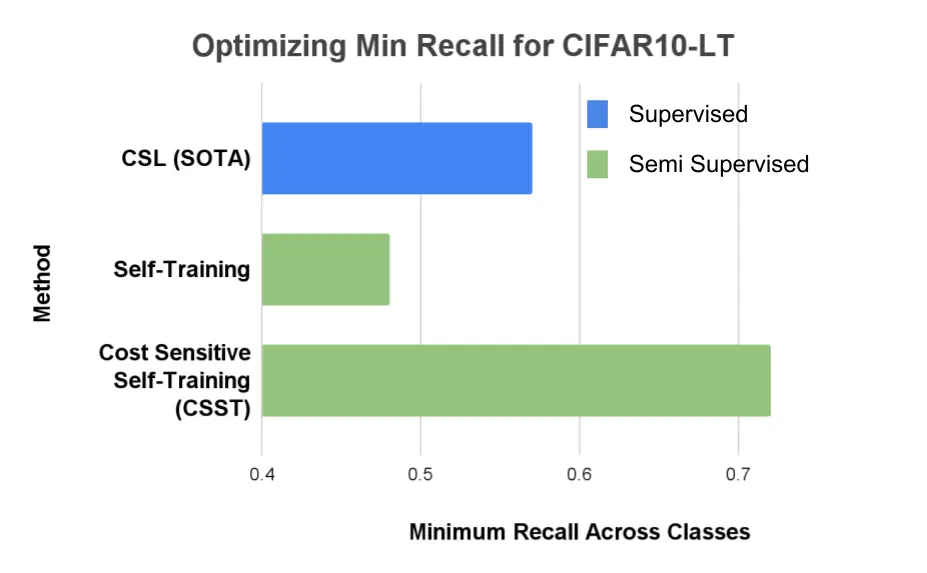 Optimizing Min Recall for CIFAR10-LT
Supervised
Semi Supervised
CSL (SOTA)
Self-Training
Cost Sensitive
Self-Training
(CSST)
Method
0.4 0.5 0.6 0.7
Minimum Recall Across Classes